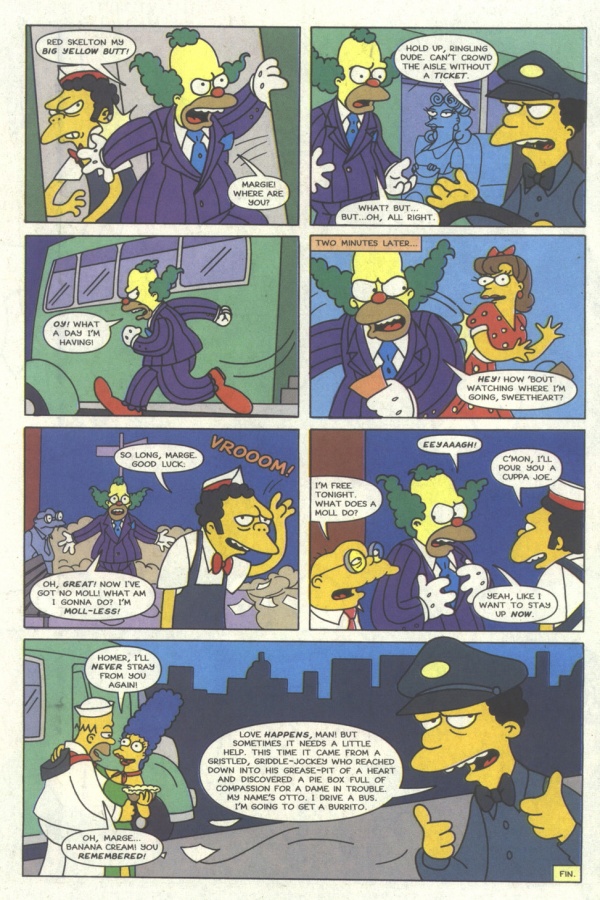 RED SKELTON MY
BIG YELLOW BUTT!
MARGIE!
WHERE ARE
YOU?
HOLD UP, RINGLING
DUDE. CAN'T CROWD
THE AISLE WITHOUT
A TICKET.
WHAT? BUT...
BUT...OH, ALL RIGHT.
OY! WHAT
A DAY I'M
HAVING!
TWO MINUTES LATER...
HEY! HOW 'BOUT
WATCHING WHERE I'M
GOING, SWEETHEART?
SO LONG, MARGE.
GOOD LUCK.
VROOOM!
OH, GREAT! NOW I'VE
GOT NO MOLL! WHAT AM
I GONNA DO? I'M
MOLL-LESS!
EEYAAAGH!
I'M FREE
TONIGHT.
WHAT DOES A
MOLL DO?
C'MON, I'LL
POUR YOU A
CUPPA JOE.
YEAH, LIKE I
WANT TO STAY
UP NOW.
HOMER, I'LL
NEVER STRAY
FROM YOU
AGAIN!
OH, MARGE...
BANANA CREAM! YOU
REMEMBERED!
LOVE HAPPENS, MAN! BUT
SOMETIMES IT NEEDS A LITTLE
HELP. THIS TIME IT CAME FROM A
GRISTLED, GRIDDLE-JOCKEY WHO REACHED
DOWN INTO HIS GREASE-PIT OF A HEART
AND DISCOVERED A PIE BOX FULL OF
COMPASSION FOR A DAME IN TROUBLE.
MY NAME'S OTTO. I DRIVE A BUS.
I'M GOING TO GET A BURRITO.
FIN.